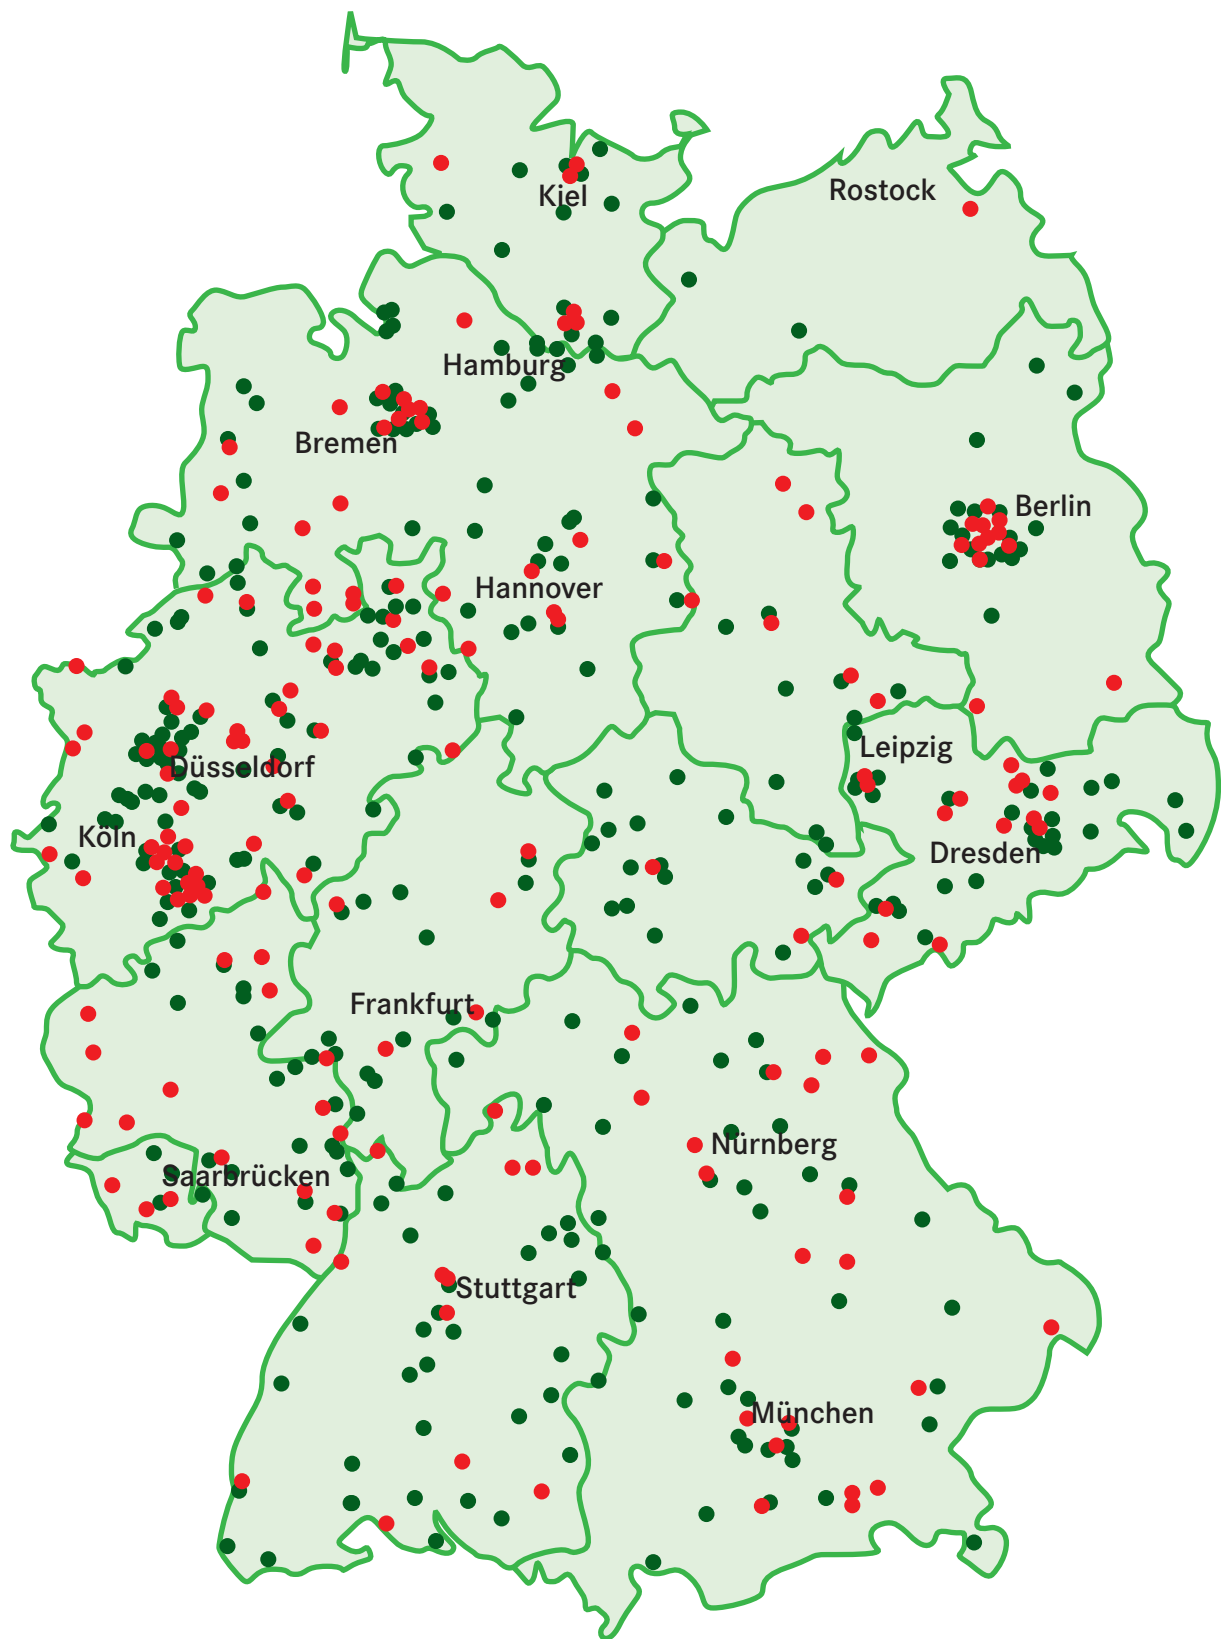 Rostock
Kiel
Hamburg
Bremen
Berlin
Hannover
Leipzig
Düsseldorf
Köln
Dresden
Frankfurt
Nürnberg
Saarbrücken
Stuttgart
München